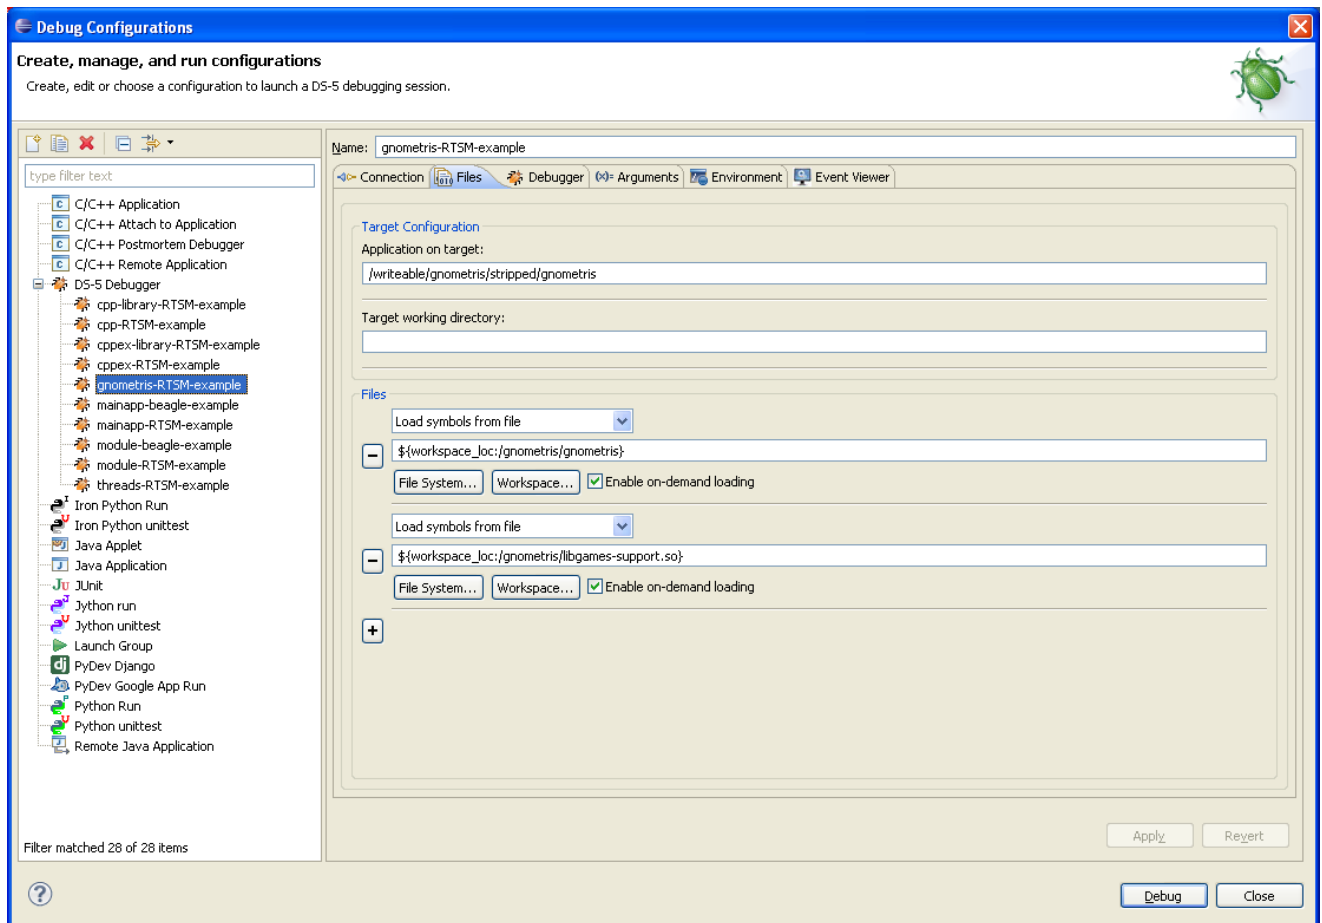 Debug Configurations
Create, manage, and run configurations
Create, edit or choose a configuration to launch a DS-5 debugging session.
type filter text
C/C++ Application
C/C++ Attach to Application
C/C++ Postmortem Debugger
C/C++ Remote Application
DS-5 Debugger
cpp-library-RTSM-example
cpp-RTSM-example
cppex-library-RTSM-example
cppex-RTSM-example
gnometris-RTSM-example
mainapp-beagle-example
mainapp-RTSM-example
module-beagle-example
module-RTSM-example
threads-RTSM-example
Iron Python Run
Iron Python unittest
Java Applet
Java Application
JUnit
Jython run
Jython unittest
Launch Group
PyDev Django
PyDev Google App Run
Python Run
Python unittest
Remote Java Application
Filter matched 28 of 28 items
Name: gnometris-RTSM-example
Connection Files Debugger (x)= Arguments Environment Event Viewer
Target Configuration
Application on target:
/writeable/gnometris/stripped/gnometris
Target working directory:
Files
Load symbols from file
${workspace_loc:/gnometris/gnometris}
File System... Workspace... Enable on-demand loading
Load symbols from file
${workspace_loc:/gnometris/libgames-support.so}
File System... Workspace... Enable on-demand loading
Apply Revert
Debug Close